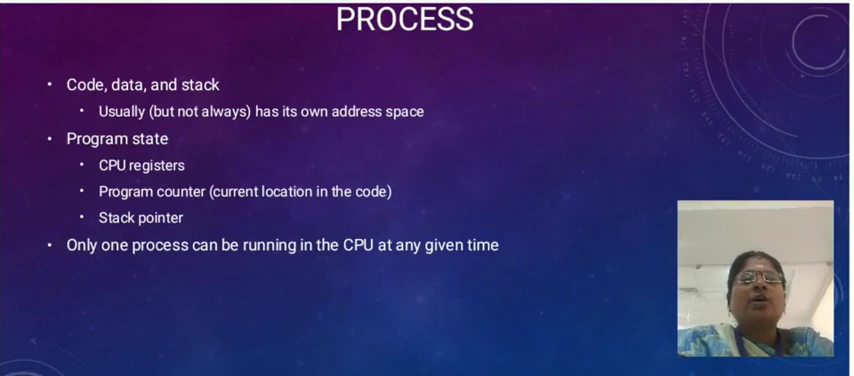 PROCESS
• Code, data, and stack
• Usually (but not always) has its own address space
• Program state
• CPU registers
• Program counter (current location in the code)
• Stack pointer
• Only one process can be running in the CPU at any given time